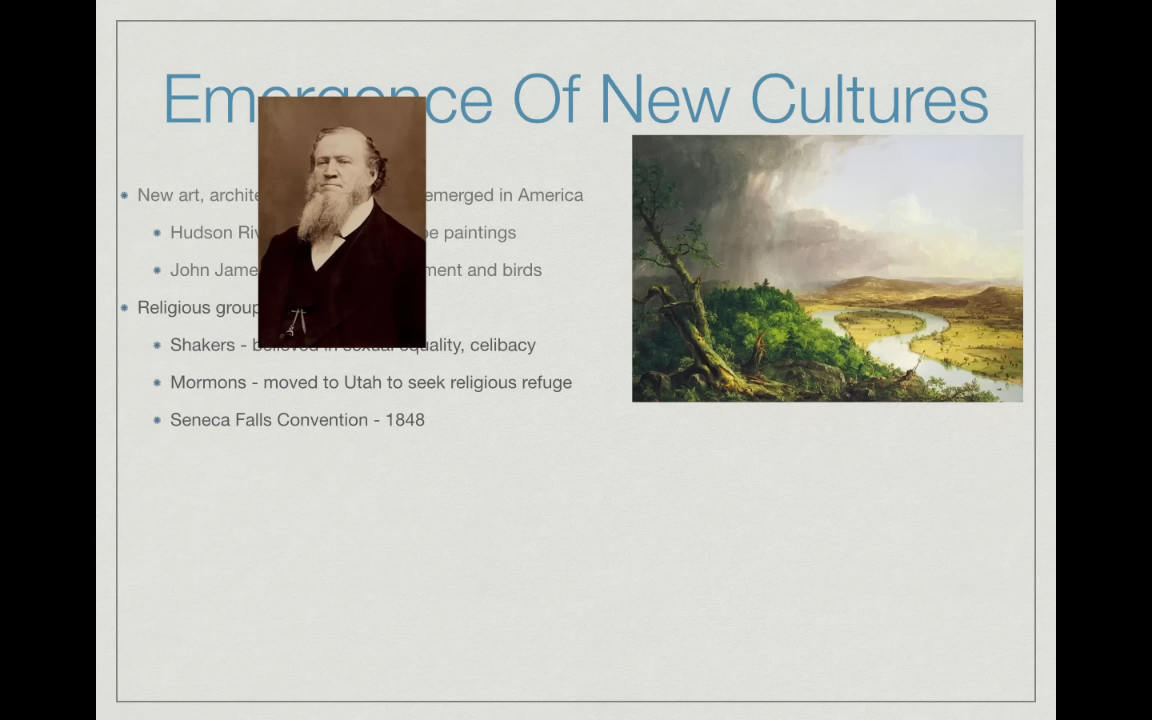 Emergence Of New Cultures
New art, archite emerged in America
Hudson Riv paintings
John Jame ment and birds
Religious group
Shakers - believed in sexual equality, celibacy
Mormons - moved to Utah to seek religious refuge
Seneca Falls Convention - 1848